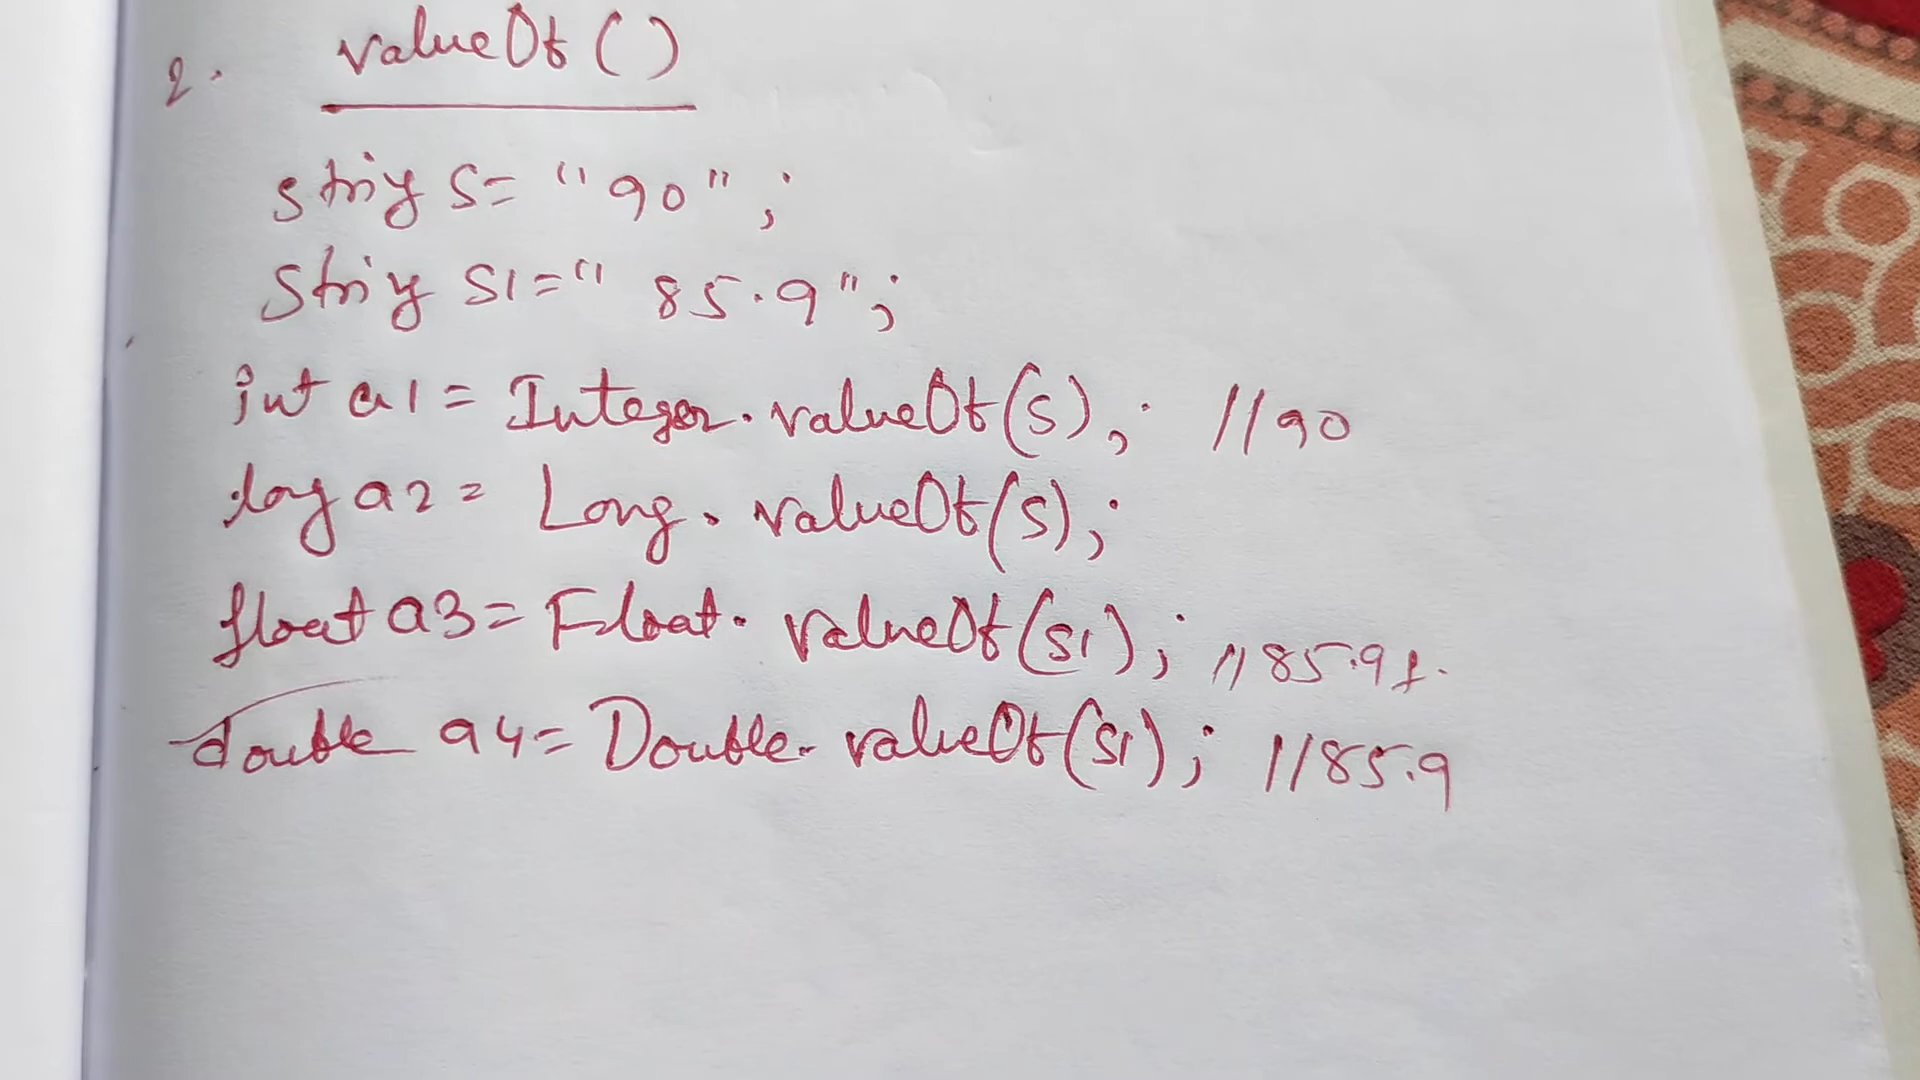 2. valueOf()
String S= "90";
String S1=" 85.9";
int a1= Integer.valueOf(S); //90
long a2= Long.valueOf(S);
float a3= Float.valueOf(S1); //85.9f.
double a4= Double.valueOf(S1); //85.9